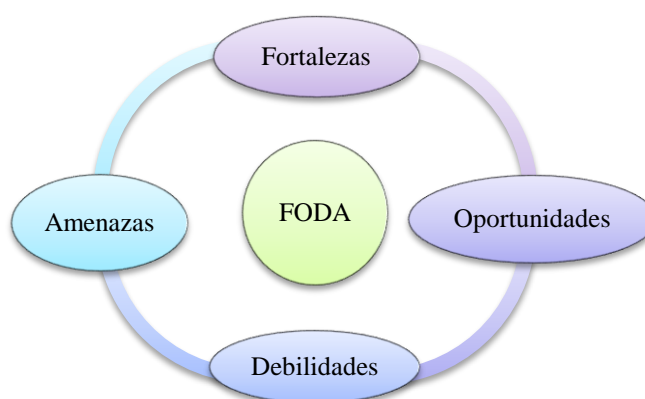 Fortalezas
Amenazas
FODA
Oportunidades
Debilidades